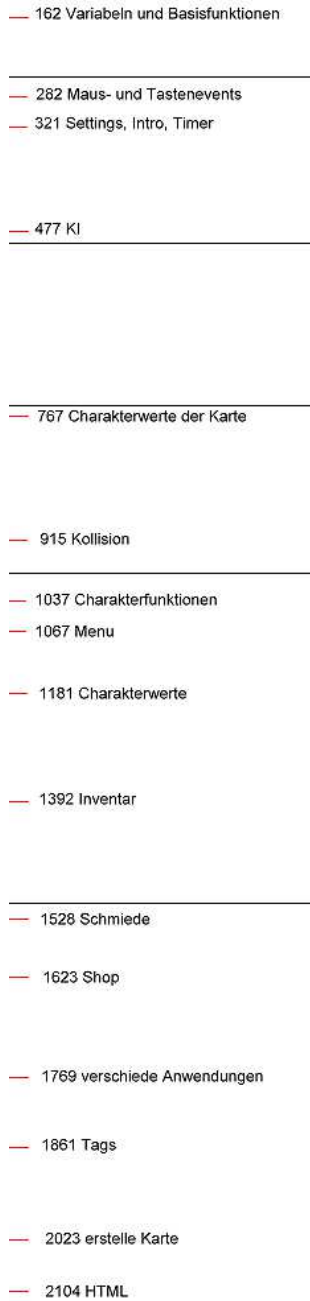 162 Variabeln und Basisfunktionen
282 Maus- und Tastenevents
321 Settings, Intro, Timer
477 KI
767 Charakterwerte der Karte
915 Kollision
1037 Charakterfunktionen
1067 Menu
1181 Charakterwerte
1392 Inventar
1528 Schmiede
1623 Shop
1769 verschiede Anwendungen
1861 Tags
2023 erstelle Karte
2104 HTML